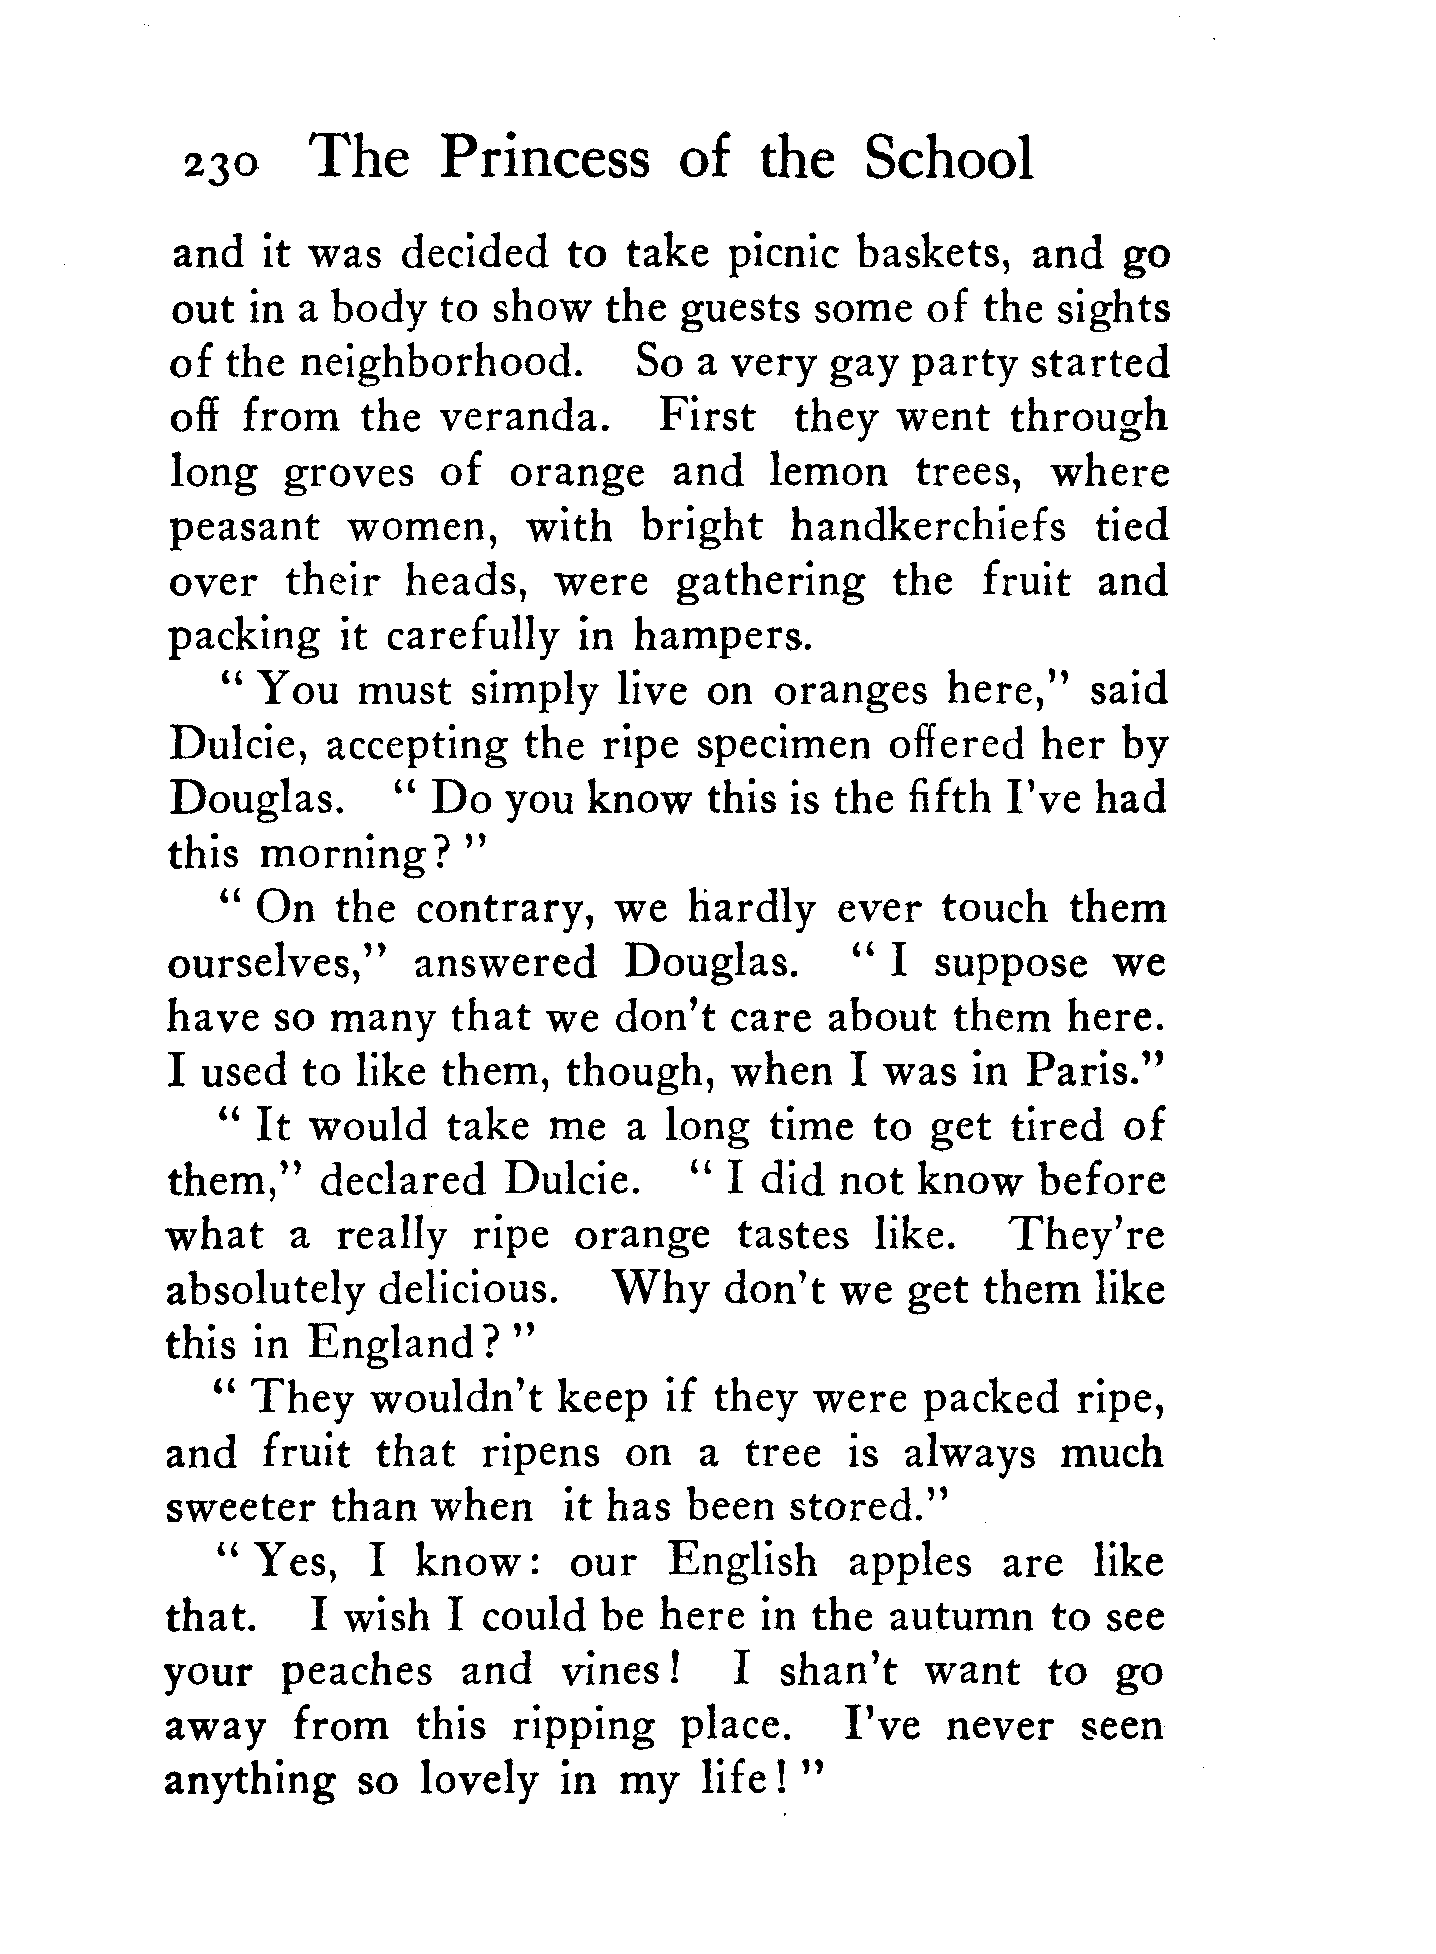 230 The Princess of the School
and it was decided to take picnic baskets, and go
out in a body to show the guests some of the sights
of the neighborhood. So a very gay party started
off from the veranda. First they went through
long groves of orange and lemon trees, where
peasant women, with bright handkerchiefs tied
over their heads, were gathering the fruit and
packing it carefully in hampers.
“ You must simply live on oranges here,” said
Dulcie, accepting the ripe specimen offered her by
Douglas. “ Do you know this is the fifth I’ve had
this morning? ”
“ On the contrary, we hardly ever touch them
ourselves,” answered Douglas. “ I suppose we
have so many that we don’t care about them here.
I used to like them, though, when I was in Paris.”
“ It would take me a long time to get tired of
them,” declared Dulcie. “ I did not know before
what a really ripe orange tastes like. They’re
absolutely delicious. Why don’t we get them like
this in England? ”
“ They wouldn’t keep if they were packed ripe,
and fruit that ripens on a tree is always much
sweeter than when it has been stored.”
“ Yes, I know: our English apples are like
that. I wish I could be here in the autumn to see
your peaches and vines! I shan’t want to go
away from this ripping place. I’ve never seen
anything so lovely in my life! ”